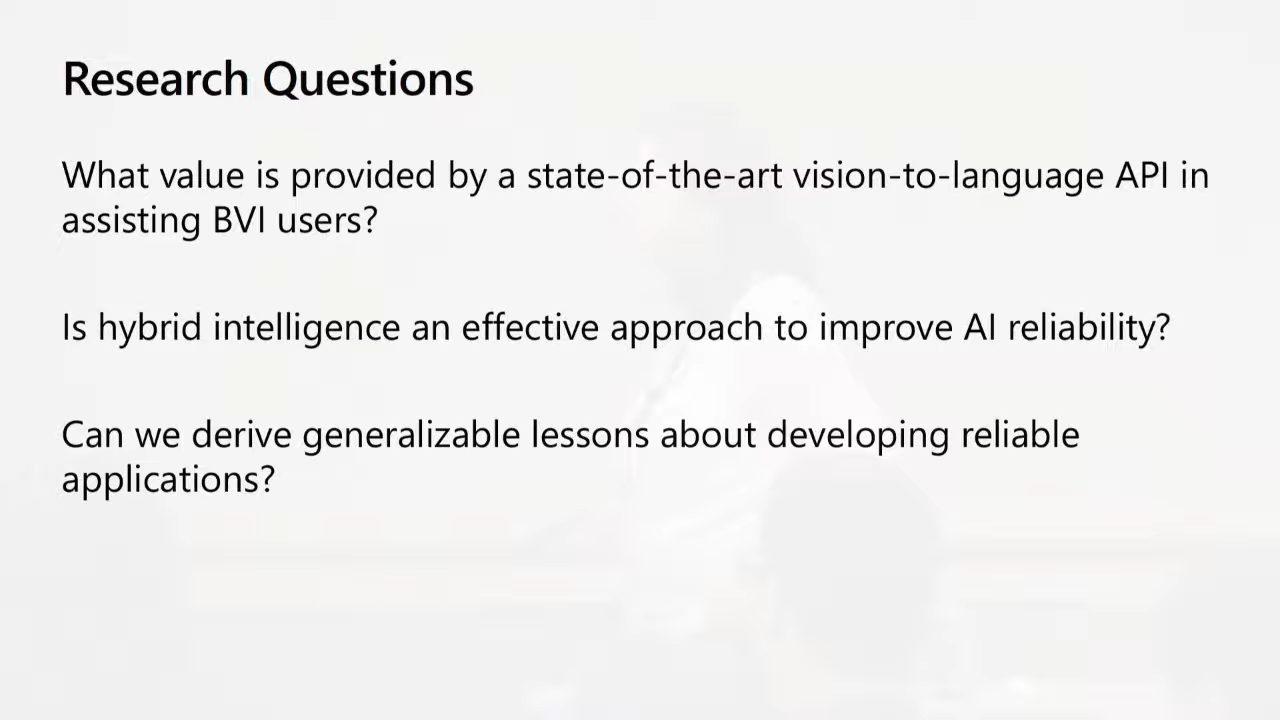 Research Questions
What value is provided by a state-of-the-art vision-to-language API in
assisting BVI users?
Is hybrid intelligence an effective approach to improve AI reliability?
Can we derive generalizable lessons about developing reliable
applications?